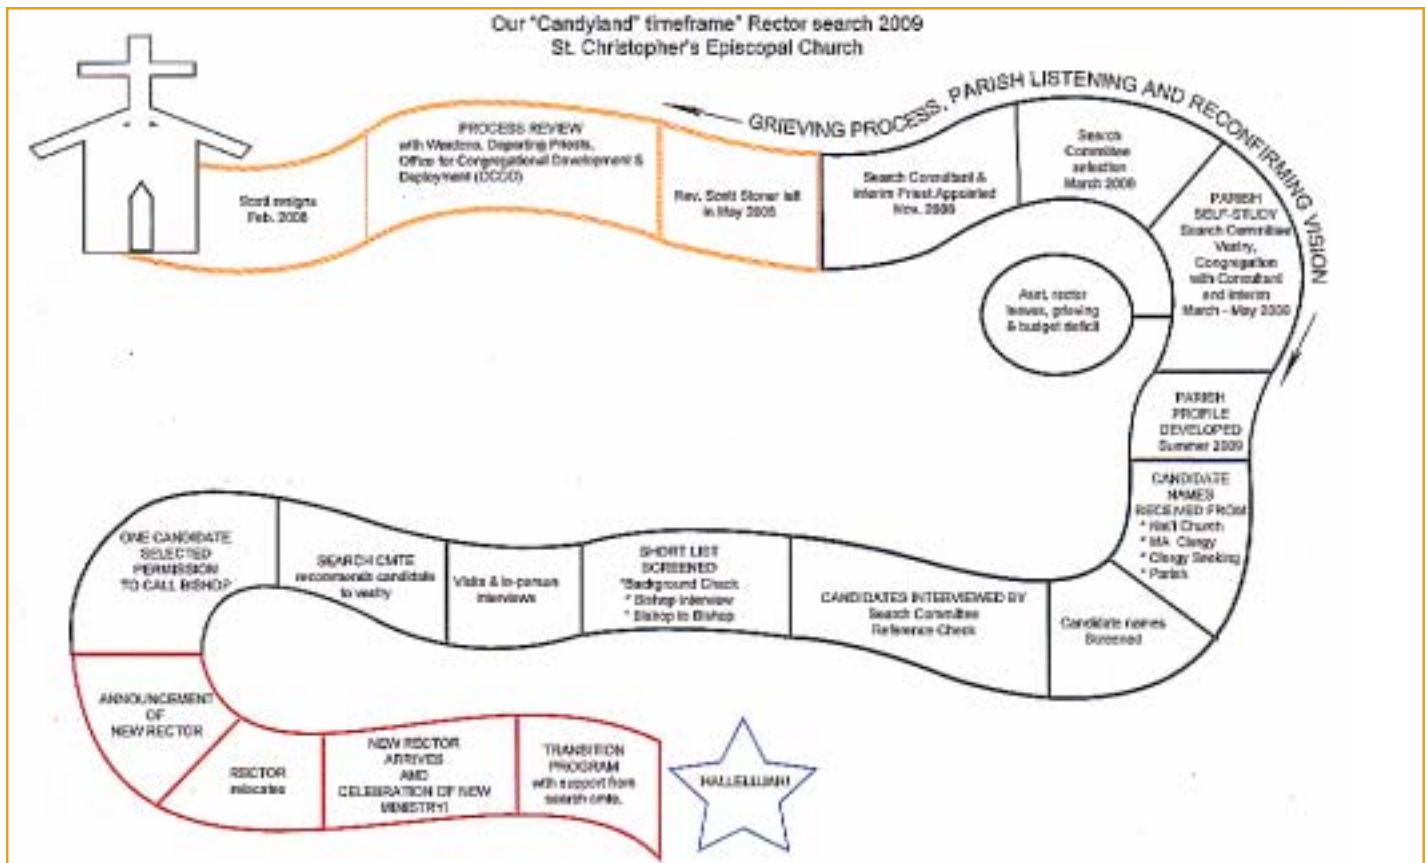 Our "Candyland" timeframe" Rector search 2009
St. Christopher's Episcopal Church
GRIEVING PROCESS, PARISH LISTENING AND RECONFIRMING VISION
Scott resigns
Feb. 2008
PROCESS REVIEW
with Wardens, Departing Priests,
Office for Congregational Development &
Deployment
Rev. Scott Stoner left
in May 2008
Search Consultant &
Interim Priest Appointed
Nov. 2008
Search
Committee
selection
March 2009
PARISH
SELF-STUDY
Search Committee
Vestry,
Congregation
with Consultant
and interim
March - May 2009
Asst. rector
leaves, grieving
& budget deficit
PARISH
PROFILE
DEVELOPED
Summer 2009
CANDIDATE
NAMES
RECEIVED FROM
* Nat'l Church
* Clergy
* Clergy Seeking
* Parish
Candidate names
Screened
CANDIDATES INTERVIEWED BY
Search Committee
Reference Check
SHORT LIST
SCREENED
*Background Check
* Bishop Interview
* Bishop to Bishop
Visits & in-person
interviews
SEARCH CMTE
recommends candidate
to vestry
ONE CANDIDATE
SELECTED
PERMISSION
TO CALL BISHOP
ANNOUNCEMENT
OF
NEW RECTOR
RECTOR
relocates
NEW RECTOR
ARRIVES
AND
CELEBRATION OF NEW
MINISTRY!
TRANSITION
PROGRAM
with support from
search cmte.
HALLELUJAH!